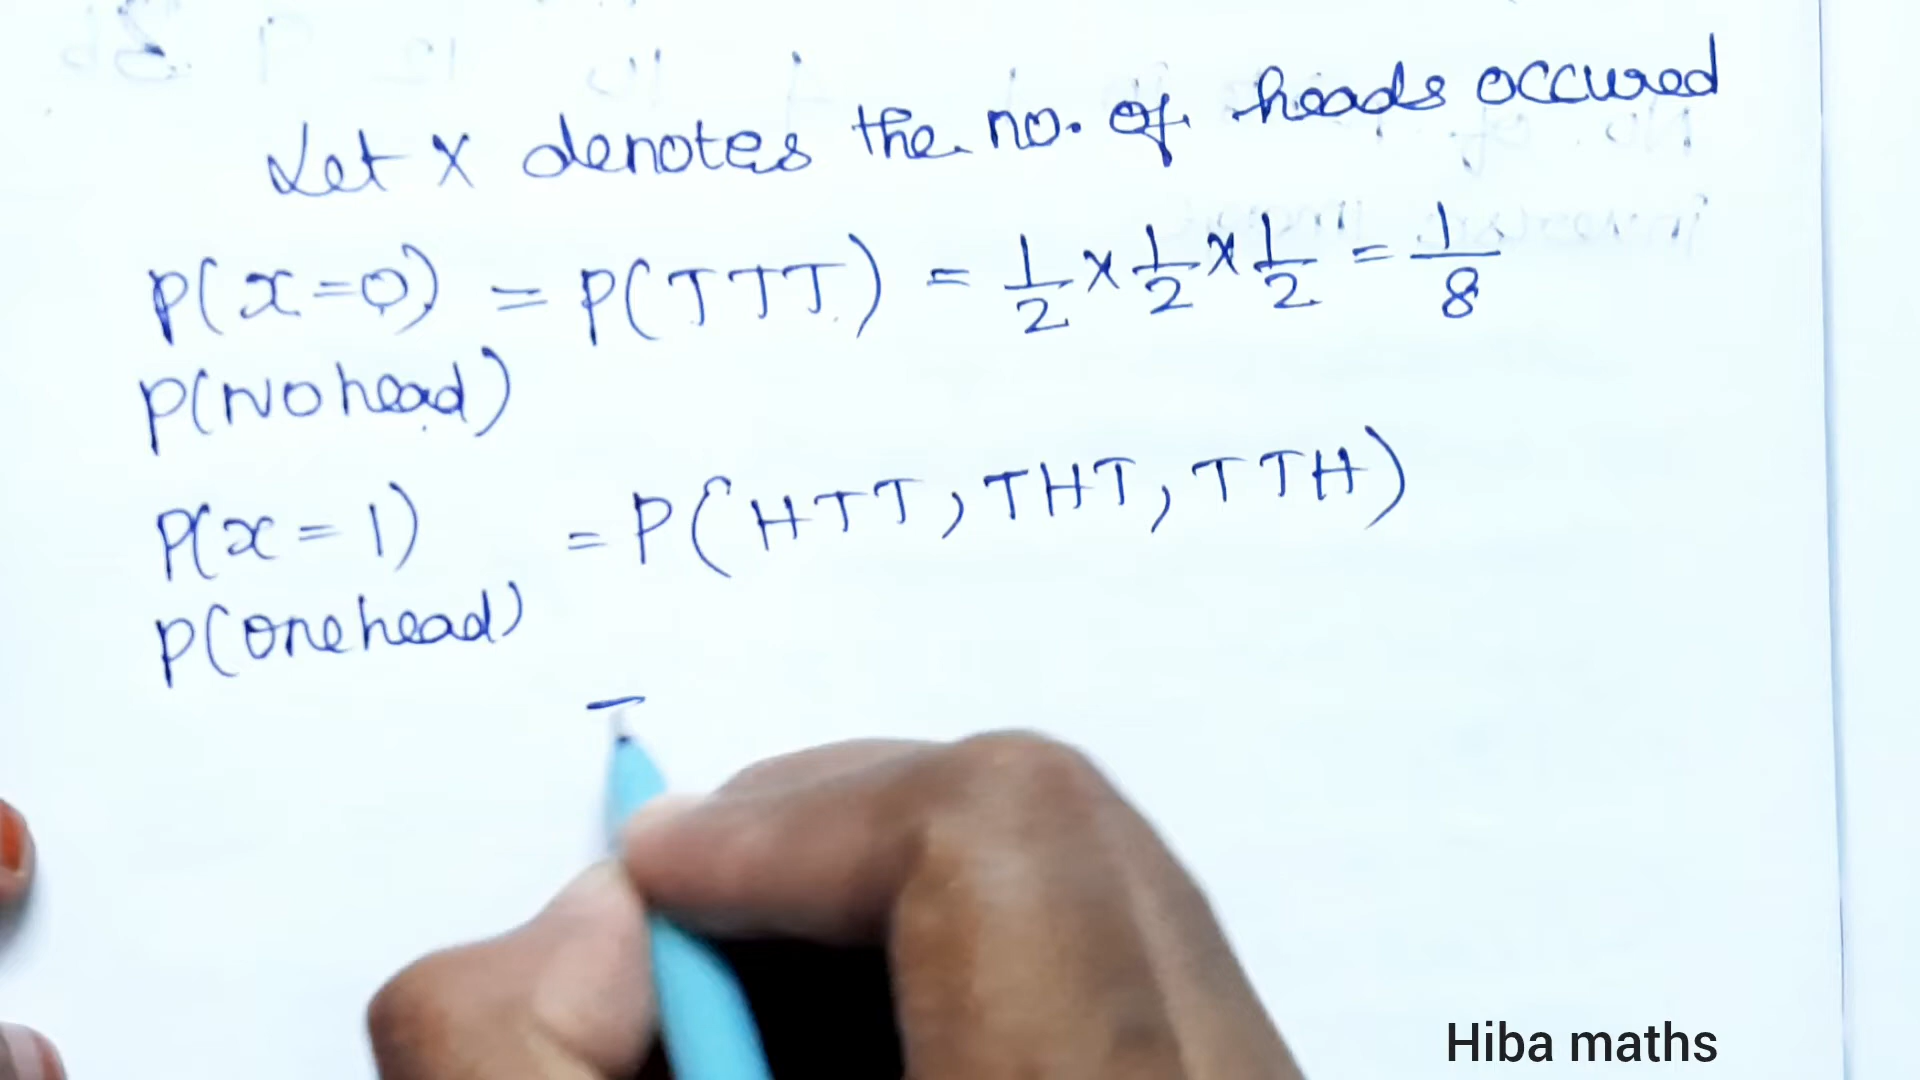 Let X denotes the no. of heads occured
P(x=0) = P(TTT) = 1/2 × 1/2 × 1/2 = 1/8
P(No head)
P(x=1) = P(HTT, THT, TTH)
P(one head)
Hiba maths